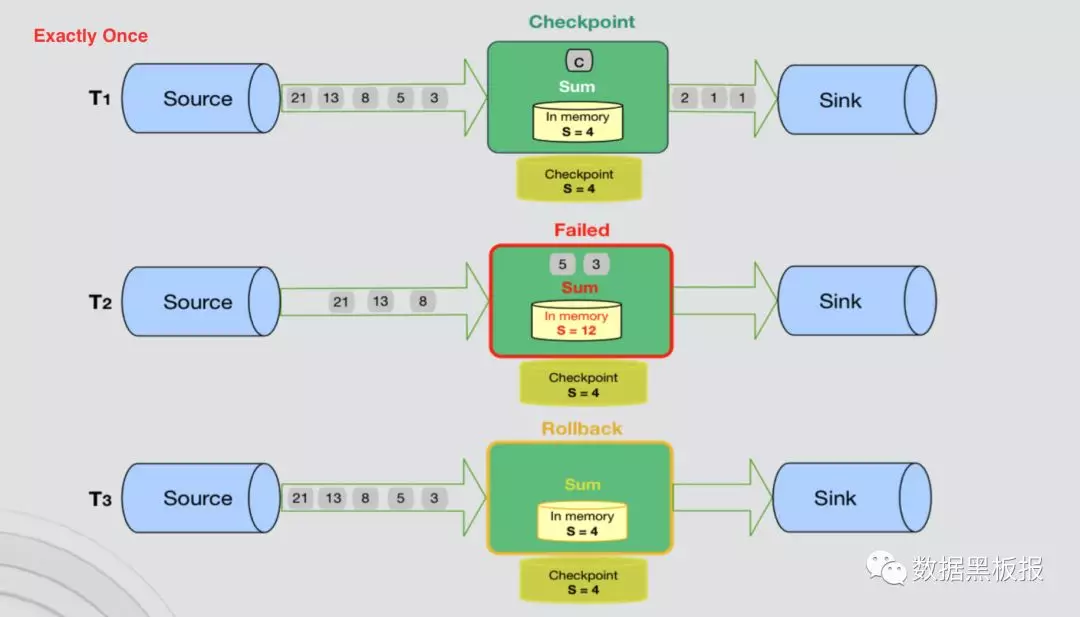 Exactly Once
Checkpoint
T1
Source
21 13 8 5 3
C
Sum
In memory
S = 4
2 1 1
Sink
Checkpoint
S = 4
Failed
T2
Source
21 13 8
5 3
Sum
In memory
S = 12
Sink
Checkpoint
S = 4
Rollback
T3
Source
21 13 8 5 3
Sum
In memory
S = 4
Sink
Checkpoint
S = 4
数据黑板报